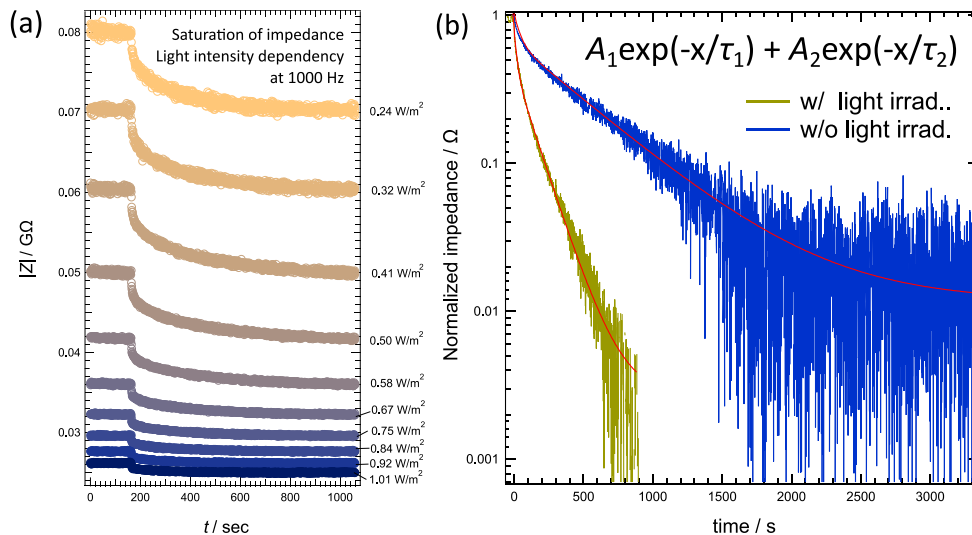 (a)
Saturation of impedance
Light intensity dependency
at 1000 Hz
0.08
0.07
0.06
0.05
0.04
0.03
|Z| / GΩ
0.24 W/m²
0.32 W/m²
0.41 W/m²
0.50 W/m²
0.58 W/m²
0.67 W/m²
0.75 W/m²
0.84 W/m²
0.92 W/m²
1.01 W/m²
0 200 400 600 800 1000
t / sec
(b)
A₁exp(-x/τ₁) + A₂exp(-x/τ₂)
w/ light irrad..
w/o light irrad.
1
0.1
0.01
0.001
Normalized impedance / Ω
0 500 1000 1500 2000 2500 3000
time / s